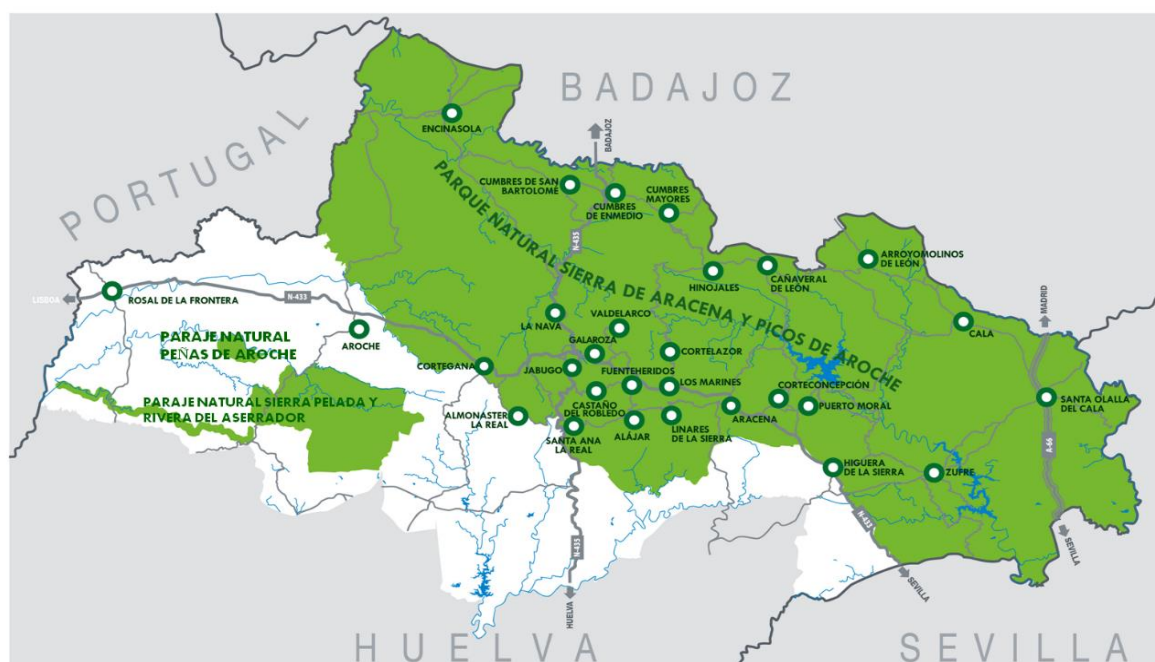 BADAJOZ
PORTUGAL
ENCINASOLA
BADAJOZ
PARQUE NATURAL SIERRA DE ARACENA Y PICOS DE AROCHE
CUMBRES DE SAN
BARTOLOMÉ
CUMBRES
DE ENMEDIO
CUMBRES
MAYORES
N-435
ARROYOMOLINOS
DE LEÓN
HINOJALES
CAÑAVERAL
DE LEÓN
LISBOA
ROSAL DE LA FRONTERA
N-433
MADRID
VALDELARCO
LA NAVA
CALA
PARAJE NATURAL
PEÑAS DE AROCHE
AROCHE
GALAROZA
CORTELAZOR
CORTEGANA
JABUGO
FUENTEHERIDOS
LOS MARINES
CORTECONCEPCIÓN
PARAJE NATURAL SIERRA PELADA Y
RIVERA DEL ASERRADOR
CASTAÑO
DEL ROBLEDO
PUERTO MORAL
SANTA OLALLA
DEL CALA
ALMONASTER
LA REAL
SANTA ANA
LA REAL
ALÁJAR
LINARES
DE LA SIERRA
ARACENA
A-66
HIGUERA
DE LA SIERRA
ZUFRE
N-433
SEVILLA
N-435
SEVILLA
HUELVA
HUELVA
SEVILLA